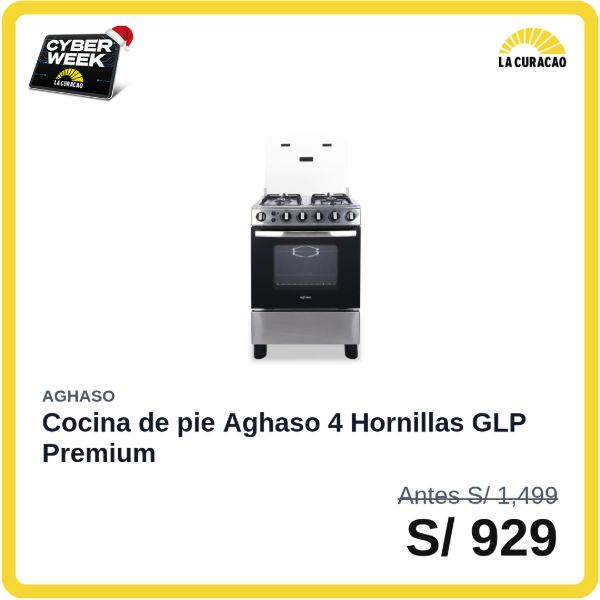 CYBER
WEEK
LA CURACAO
LA CURACAO
aghaso
AGHASO
Cocina de pie Aghaso 4 Hornillas GLP
Premium
Antes S/ 1,499
S/ 929